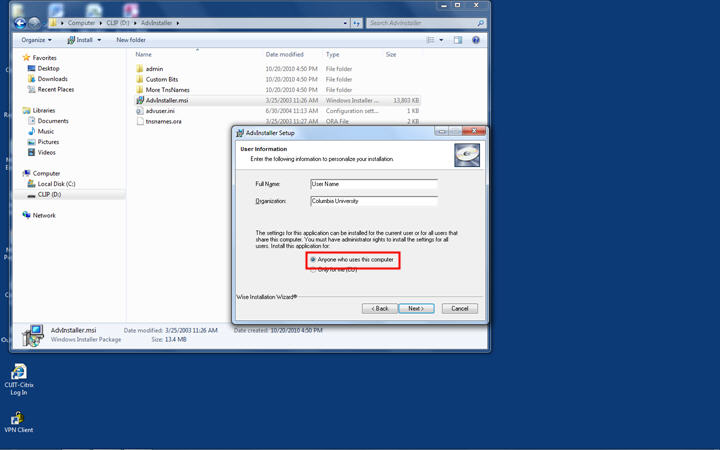 Computer ▸ CLIP (D:) ▸ AdvInstaller
Search AdvInstaller
Organize
Install
New folder
Name
Date modified
Type
Size
Favorites
Desktop
Downloads
Recent Places
Libraries
Documents
Music
Pictures
Videos
Computer
Local Disk (C:)
CLIP (D:)
Network
admin 10/20/2010 4:50 PM File folder
Custom Bits 10/20/2010 4:50 PM File folder
More TnsNames 10/20/2010 4:50 PM File folder
AdvInstaller.msi 3/25/2003 11:26 AM Windows Installer ... 13,803 KB
advuser.ini 6/30/2004 11:13 AM Configuration sett... 1 KB
tnsnames.ora 3/25/2003 11:27 AM ORA File 2 KB
AdvInstaller Setup
User Information
Enter the following information to personalize your installation.
Full Name: User Name
Organization: Columbia University
The settings for this application can be installed for the current user or for all users that
share this computer. You must have administrator rights to install the settings for all
users. Install this application for:
Anyone who uses this computer
Only for me (CU)
Wise Installation Wizard®
< Back
Next >
Cancel
AdvInstaller.msi Date modified: 3/25/2003 11:26 AM Date created: 10/20/2010 4:50 PM
Windows Installer Package Size: 13.4 MB
CUIT-Citrix
Log In
VPN Client